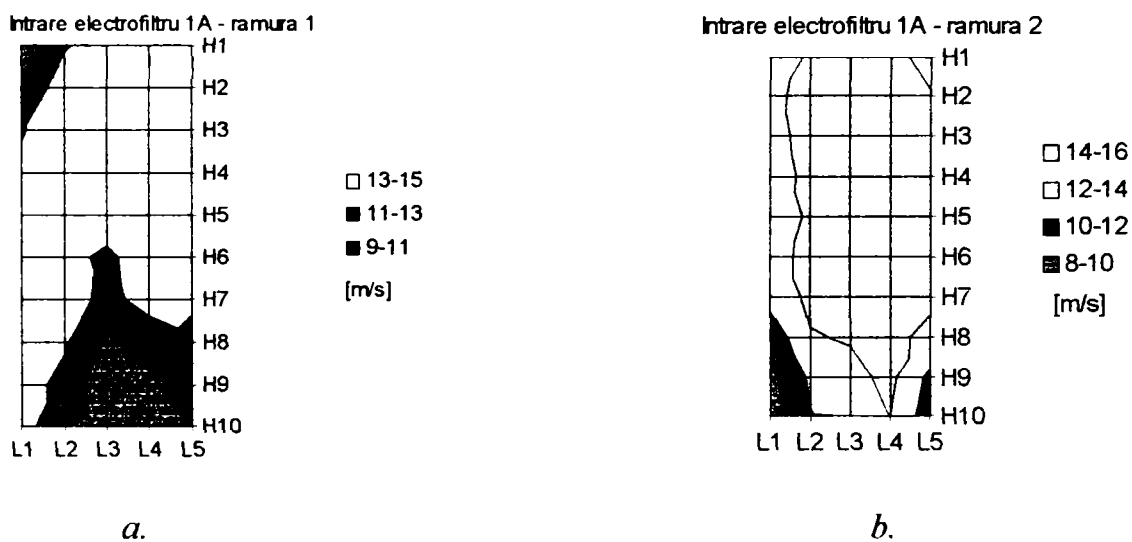 Intrare electrofiltru 1A - ramura 1
H1
H2
H3
H4
H5
H6
H7
H8
H9
H10
L1 L2 L3 L4 L5
13-15
11-13
9-11
[m/s]
a.
Intrare electrofiltru 1A - ramura 2
H1
H2
H3
H4
H5
H6
H7
H8
H9
H10
L1 L2 L3 L4 L5
14-16
12-14
10-12
8-10
[m/s]
b.